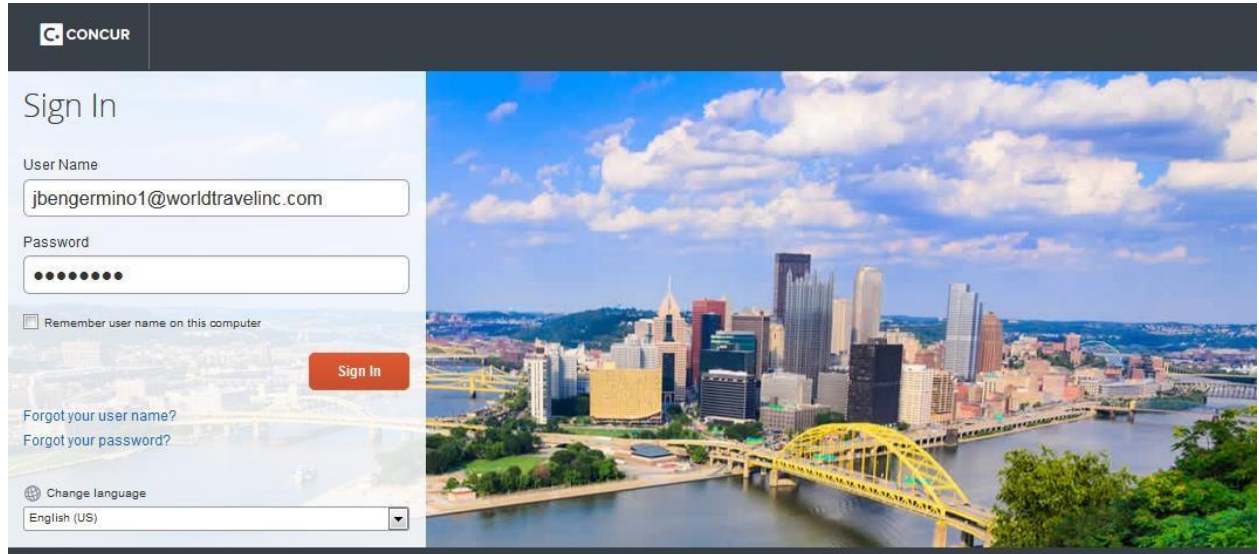 C. CONCUR
Sign In
User Name
jbengermino1@worldtravelinc.com
Password
••••••••
Remember user name on this computer
Sign In
Forgot your user name?
Forgot your password?
Change language
English (US)